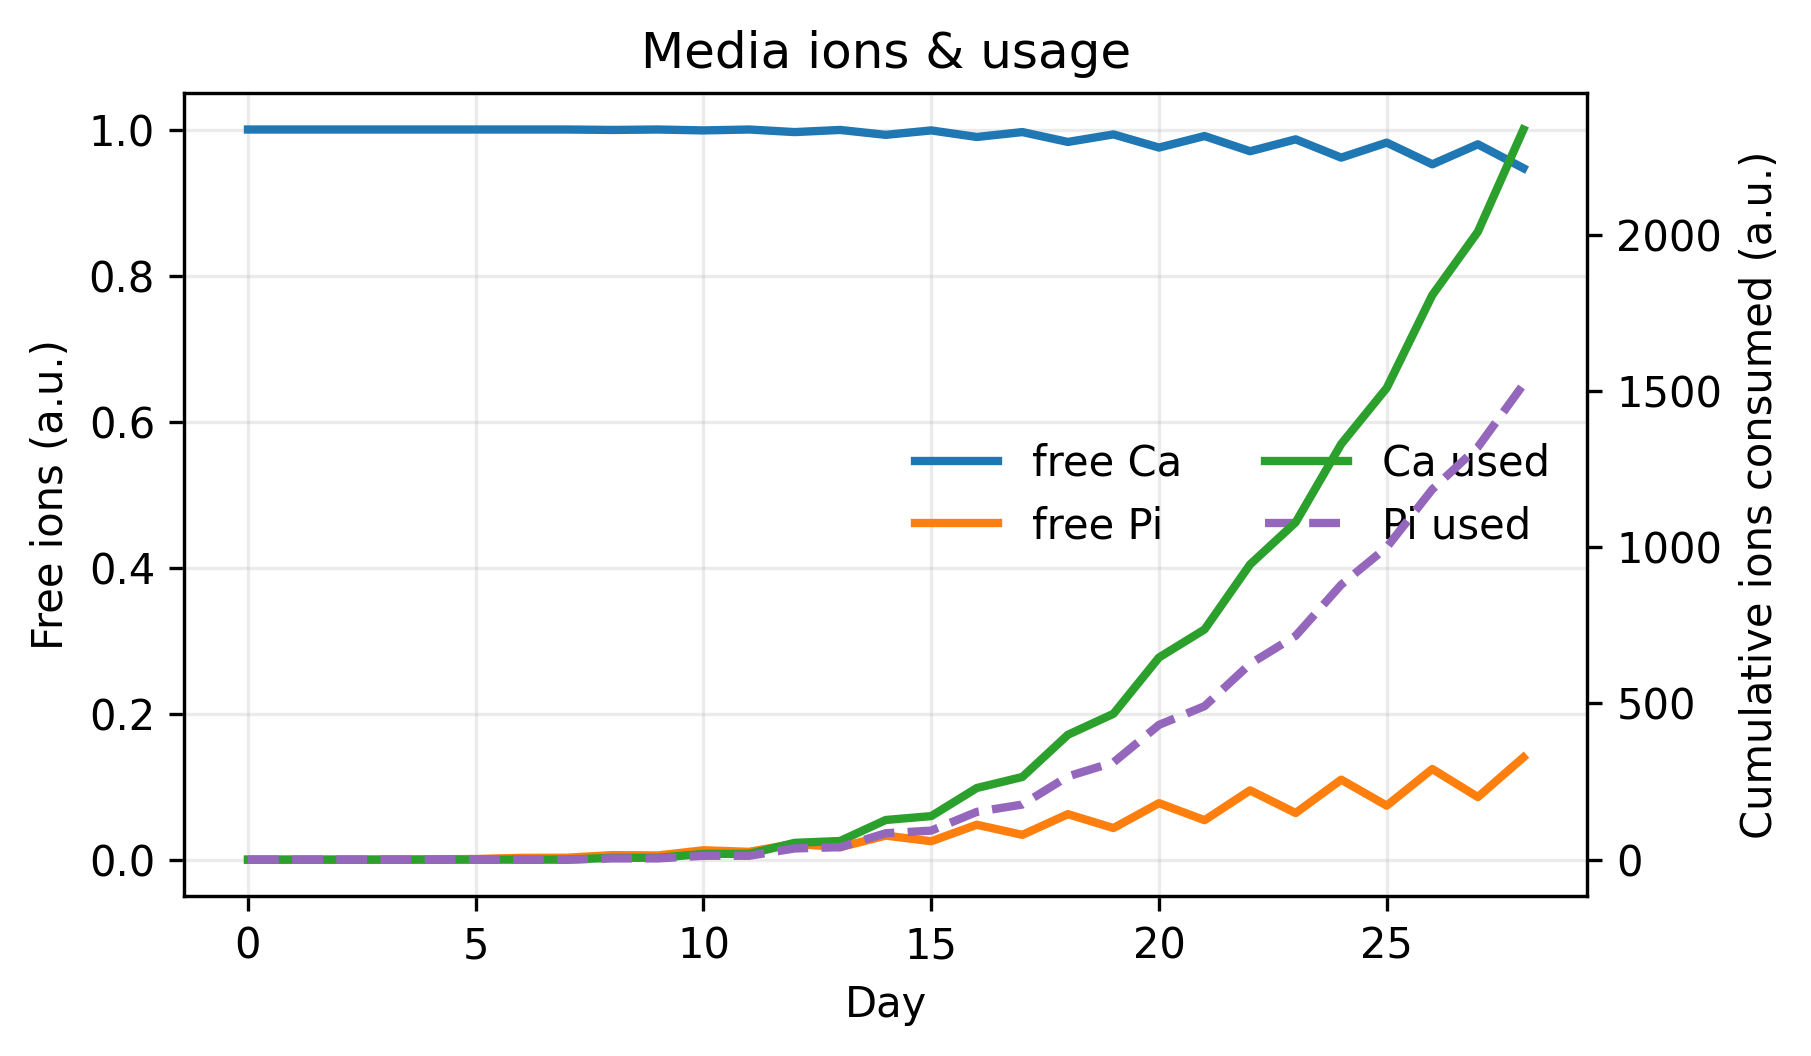 Media ions & usage
Free ions (a.u.)
1.0
0.8
0.6
0.4
0.2
0.0
free Ca
free Pi
Ca used
Pi used
2000
1500
1000
500
0
Cumulative ions consumed (a.u.)
0 5 10 15 20 25
Day